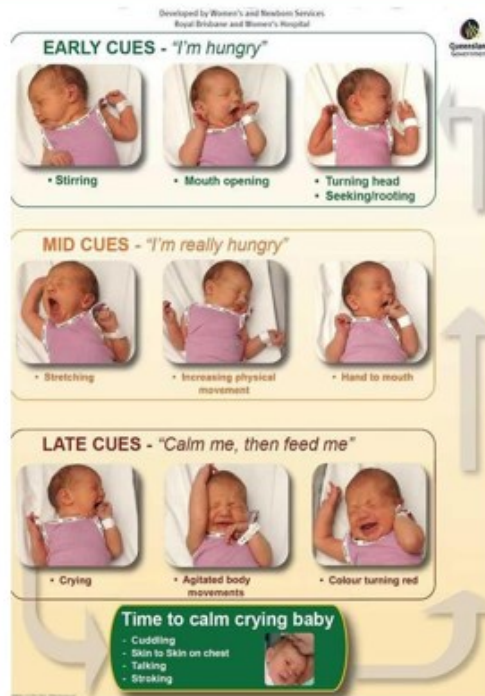 Developed by Women's and Newborn Services
Royal Brisbane and Women's Hospital
Queensland
Government
EARLY CUES - "I'm hungry"
• Stirring
• Mouth opening
• Turning head
• Seeking/rooting
MID CUES - "I'm really hungry"
• Stretching
• Increasing physical
movement
• Hand to mouth
LATE CUES - "Calm me, then feed me"
• Crying
• Agitated body
movements
• Colour turning red
Time to calm crying baby
- Cuddling
- Skin to Skin on chest
- Talking
- Stroking